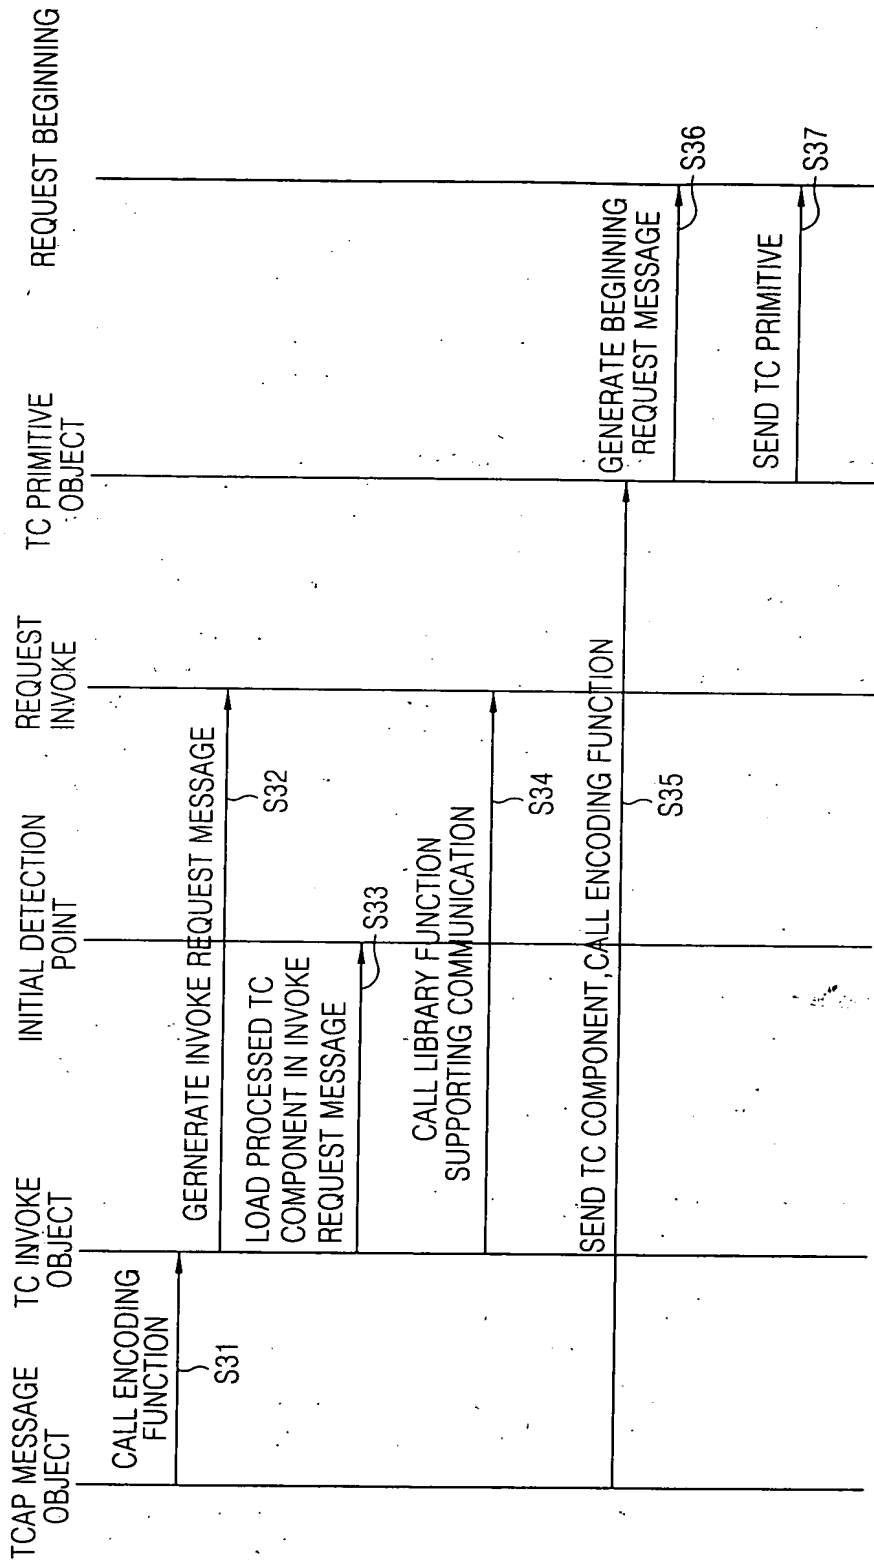 TCAP MESSAGE
OBJECT
TC INVOKE
OBJECT
INITIAL DETECTION
POINT
REQUEST
INVOKE
TC PRIMITIVE
OBJECT
REQUEST BEGINNING
CALL ENCODING
FUNCTION
S31
GERNERATE INVOKE REQUEST MESSAGE
S32
LOAD PROCESSED TC
COMPONENT IN INVOKE
REQUEST MESSAGE
S33
CALL LIBRARY FUNCTION
SUPPORTING COMMUNICATION
S34
SEND TC COMPONENT, CALL ENCODING FUNCTION
S35
GENERATE BEGINNING
REQUEST MESSAGE
S36
SEND TC PRIMITIVE
S37